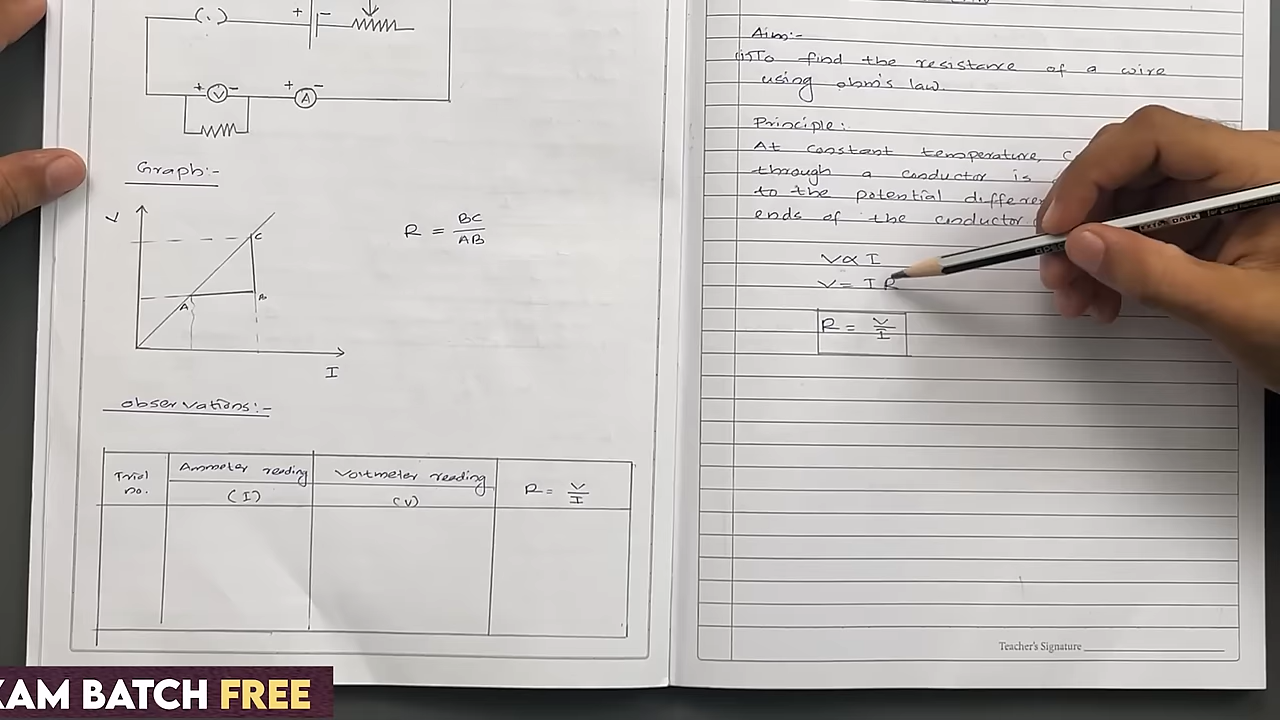 (.)
+ -
+ V - + A -
Graph:-
V
C
A
B
I
R = BC/AB
Observations:-
Trial no. Ammeter reading (I) Voltmeter reading (V) R = V/I
Aim:-
(i) To find the resistance of a wire
using ohm's law.
Principle:
At constant temperature,
through a conductor is
to the potential
ends of the conductor
V∝ I
V = IR
R = V/I
EXTRA DARK
Teacher's Signature
XAM BATCH FREE